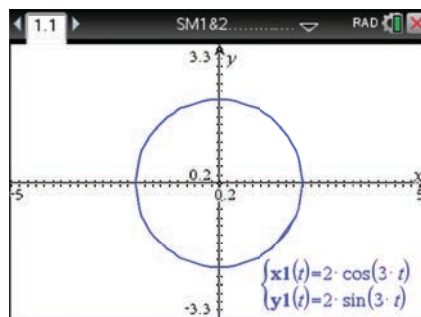 1.1 SM1&2............. RAD
3.3 y
0.2
-5 0.2 x 5
x1(t)=2· cos(3· t)
y1(t)=2· sin(3· t)
-3.3